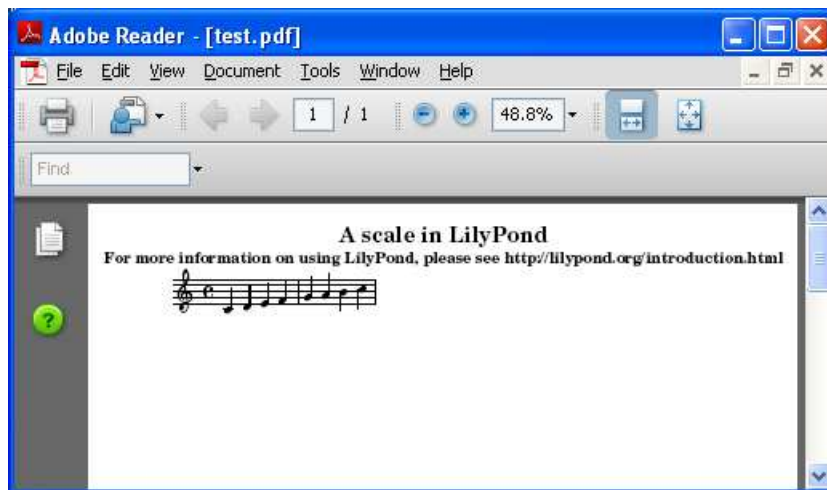 Adobe Reader - [test.pdf]
File Edit View Document Tools Window Help
1 / 1 48.8%
Find
A scale in LilyPond
For more information on using LilyPond, please see http://lilypond.org/introduction.html